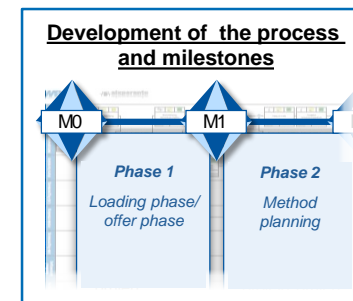 Development of the process
and milestones
M0
M1
Phase 1
Loading phase/
offer phase
Phase 2
Method
planning